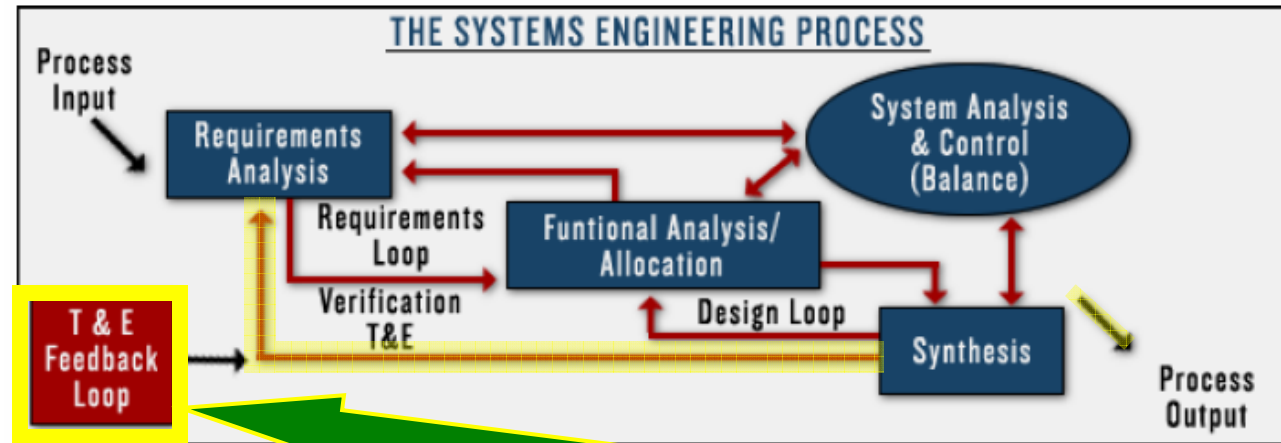 THE SYSTEMS ENGINEERING PROCESS
Process
Input
Requirements
Analysis
System Analysis
& Control
(Balance)
Requirements
Loop
Funtional Analysis/
Allocation
Verification
T&E
Design Loop
T & E
Feedback
Loop
Synthesis
Process
Output